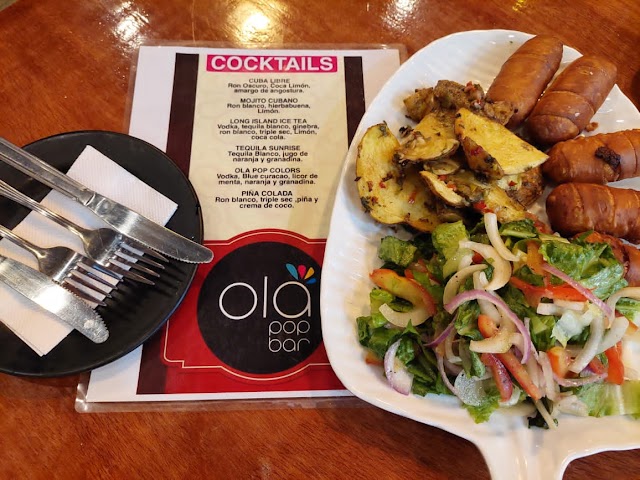 COCKTAILS
CUBA LIBRE
Ron Oscuro, Coca Limón,
amargo de angostura.
MOJITO CUBANO
Ron blanco, hierbabuena,
Limón.
LONG ISLAND ICE TEA
Vodka, tequila blanco, ginebra,
ron blanco, triple sec, Limón,
coca cola.
TEQUILA SUNRISE
Tequila Blanco, jugo de
naranja y granadina.
OLA POP COLORS
Vodka, Blue curacao, licor de
menta, naranja y granadina.
PIÑA COLADA
Ron blanco, triple sec ,piña y
crema de coco.
ola
pop
bar